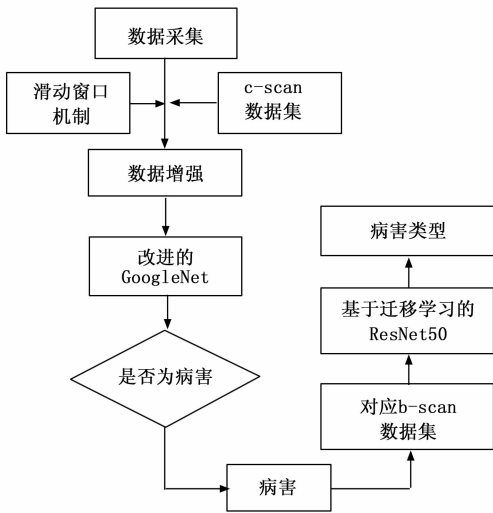 数据采集
滑动窗口
机制
c-scan
数据集
数据增强
改进的
GoogleNet
是否为病害
病害
对应b-scan
数据集
基于迁移学习的
ResNet50
病害类型